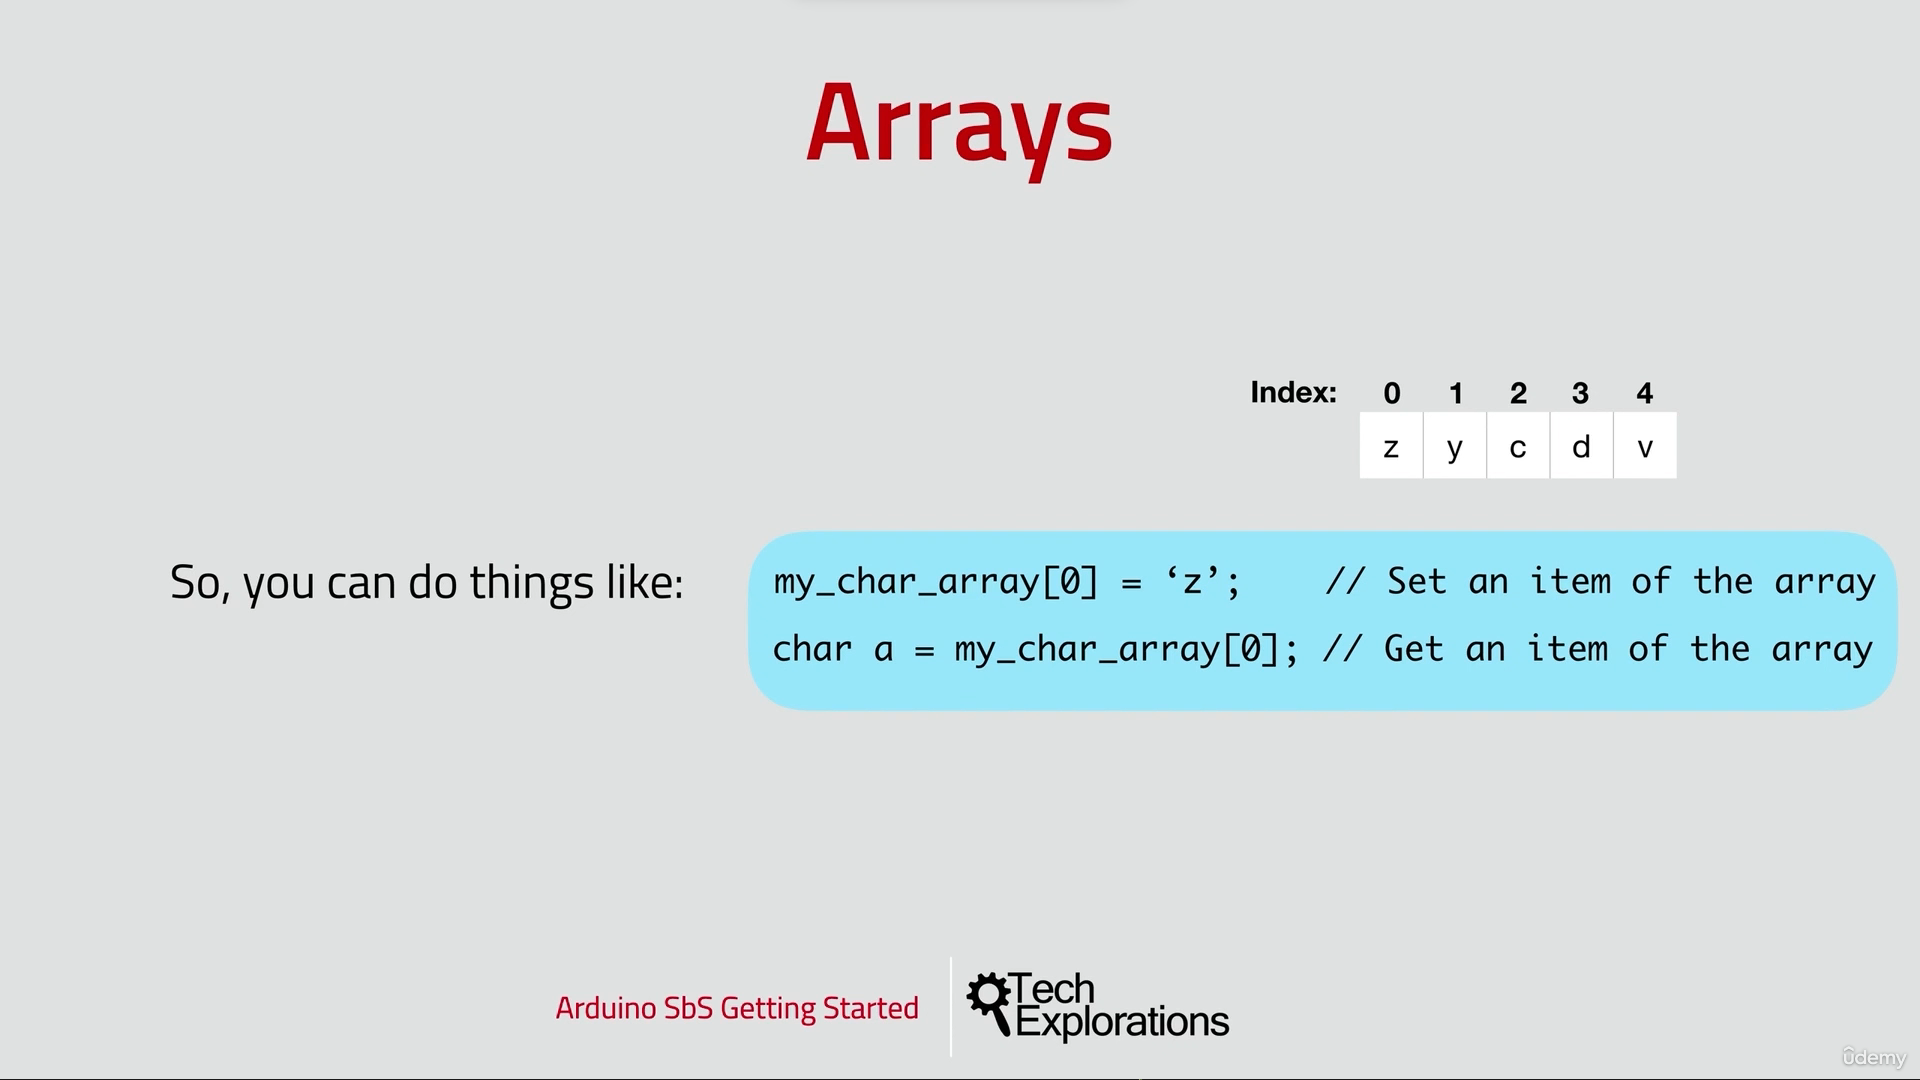 Arrays
Index: 0 1 2 3 4
z y c d v
So, you can do things like:
my_char_array[0] = ‘z’;    // Set an item of the array
char a = my_char_array[0]; // Get an item of the array
Arduino SbS Getting Started
Tech
Explorations
ûdemy